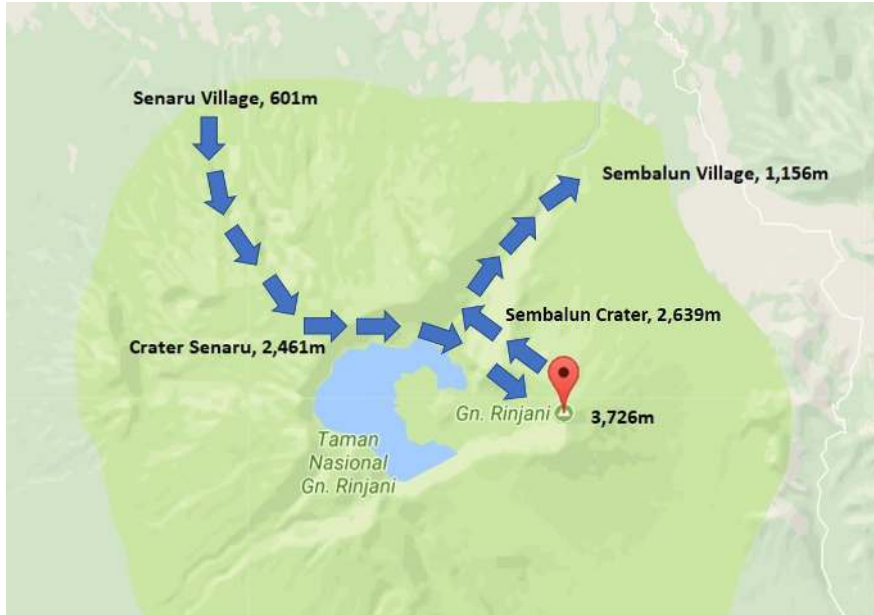 Senaru Village, 601m
Sembalun Village, 1,156m
Sembalun Crater, 2,639m
Crater Senaru, 2,461m
Gn. Rinjani
3,726m
Taman
Nasional
Gn. Rinjani